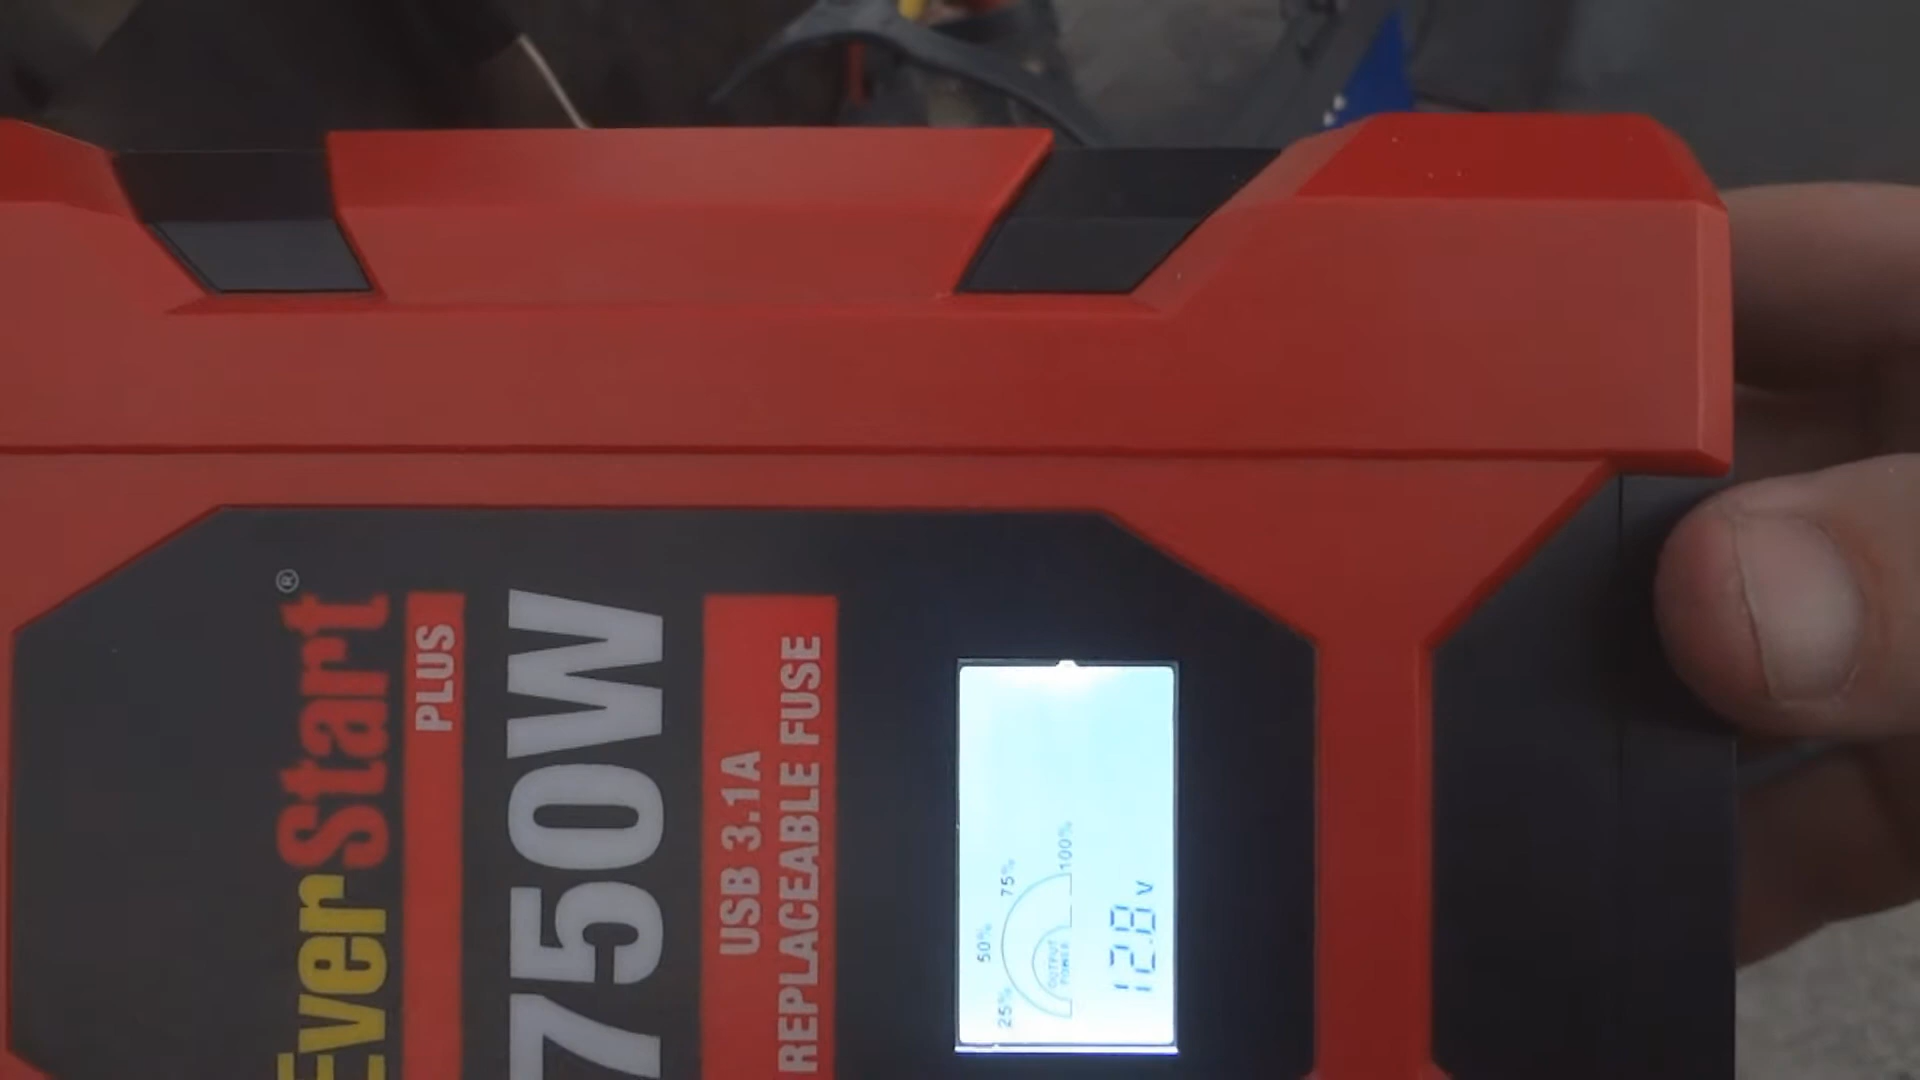 EverStart®
PLUS
750W
USB 3.1A
REPLACEABLE FUSE
25% 50% 75% 100%
OUTPUT
POWER
12.8 V